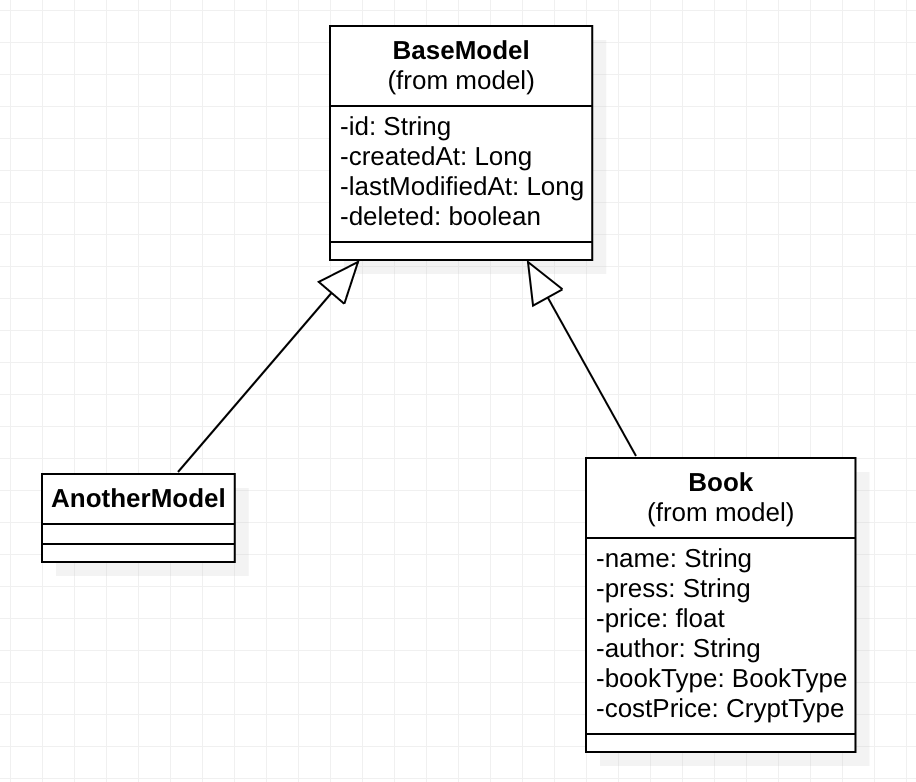 BaseModel
(from model)
-id: String
-createdAt: Long
-lastModifiedAt: Long
-deleted: boolean
AnotherModel
Book
(from model)
-name: String
-press: String
-price: float
-author: String
-bookType: BookType
-costPrice: CryptType